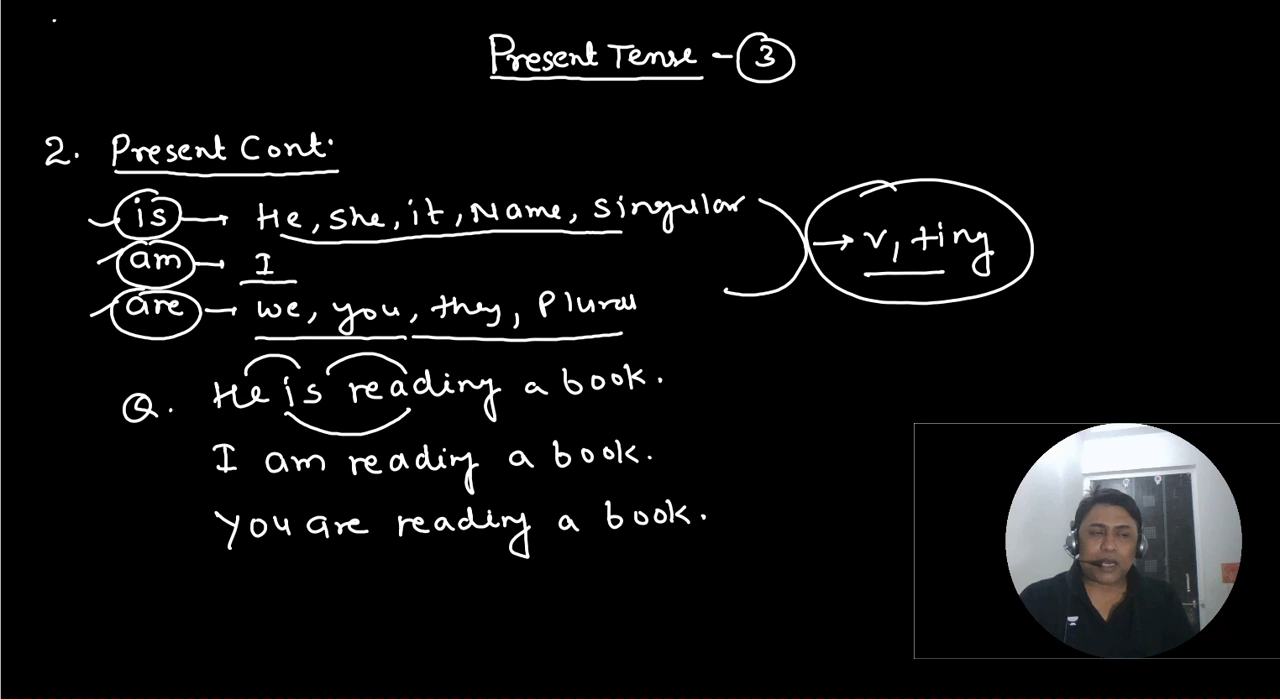 Present Tense - 3
2. Present Cont.
is → He, she, it, Name, singular
am → I
are → we, you, they, Plural
→ v1 + ing
Q. He is reading a book.
I am reading a book.
You are reading a book.